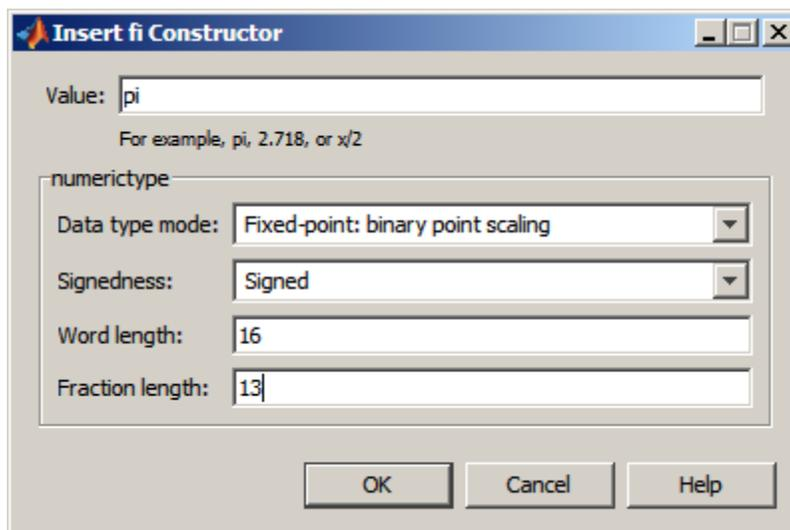 Insert fi Constructor
Value: pi
For example, pi, 2.718, or x/2
numerictype
Data type mode: Fixed-point: binary point scaling
Signedness: Signed
Word length: 16
Fraction length: 13
OK Cancel Help